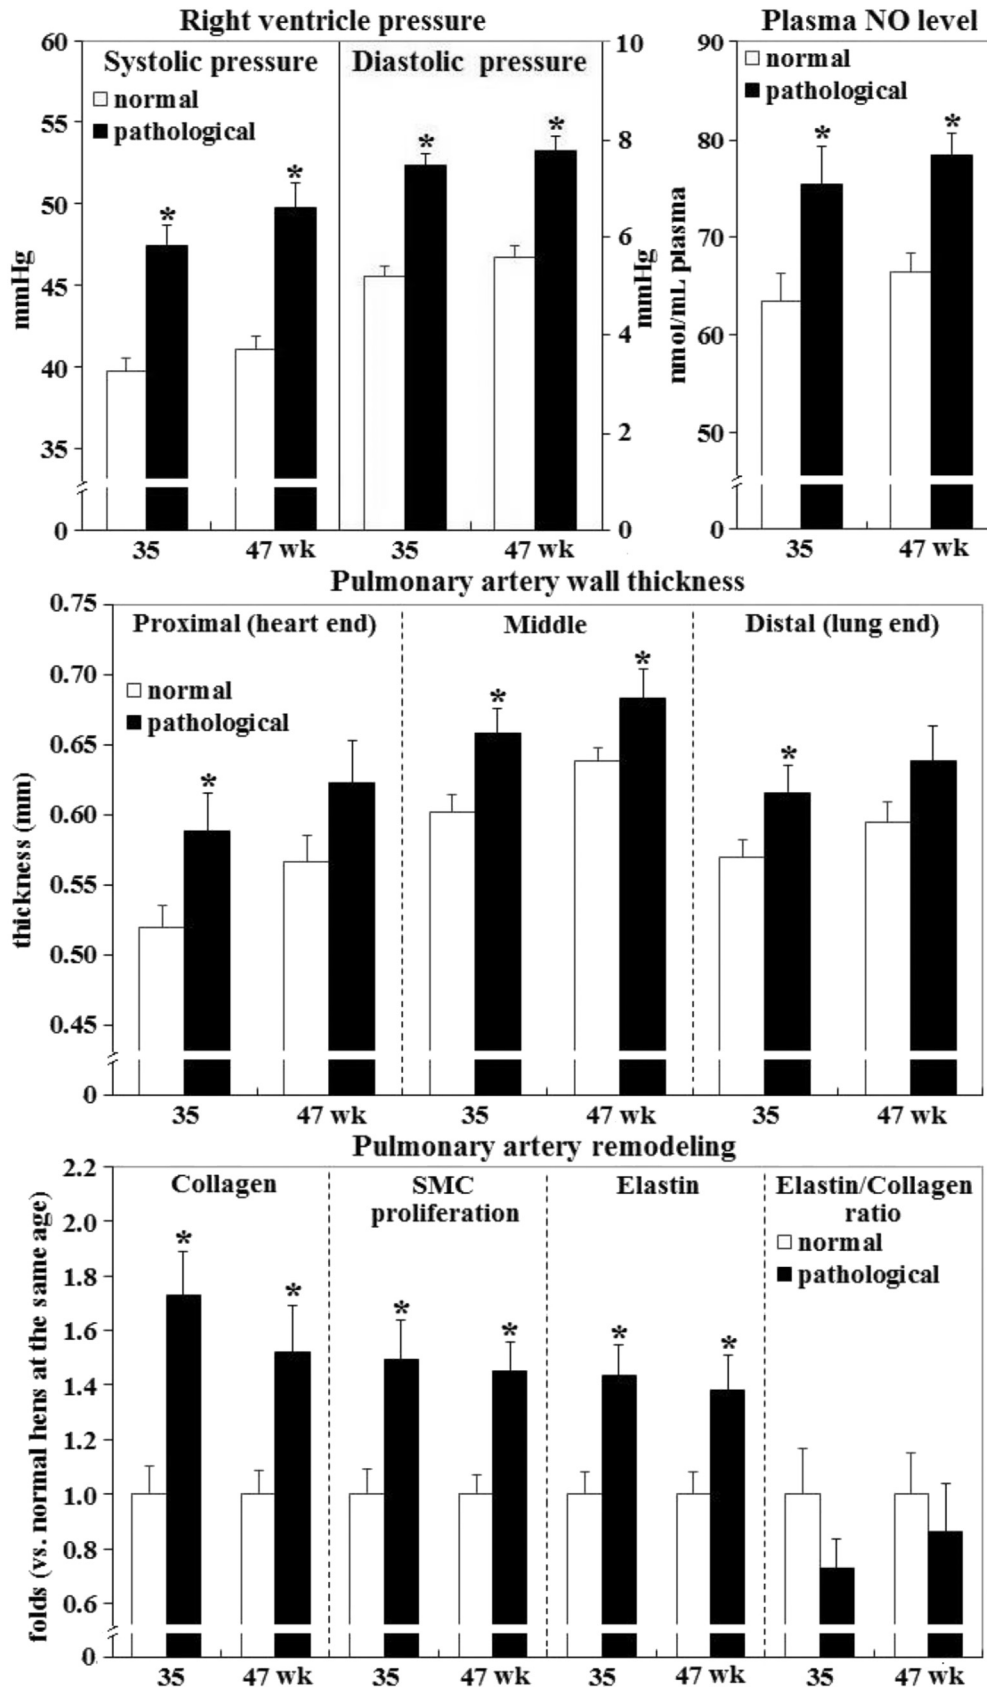 Right ventricle pressure
Systolic pressure
Diastolic pressure
normal
pathological
mmHg
60
55
50
45
40
35
0
* * * *
10
8
6
4
2
0
mmHg
35 47 wk 35 47 wk
Plasma NO level
normal
pathological
nmol/mL plasma
90
80
70
60
50
0
* *
35 47 wk
Pulmonary artery wall thickness
Proximal (heart end) Middle Distal (lung end)
normal
pathological
thickness (mm)
0.75
0.70
0.65
0.60
0.55
0.50
0.45
0
* * * *
35 47 wk 35 47 wk 35 47 wk
Pulmonary artery remodeling
Collagen
SMC
proliferation
Elastin
Elastin/Collagen
ratio
normal
pathological
folds (vs. normal hens at the same age)
2.2
2.0
1.8
1.6
1.4
1.2
1.0
0.8
0.6
0
* * * * * *
35 47 wk 35 47 wk 35 47 wk 35 47 wk